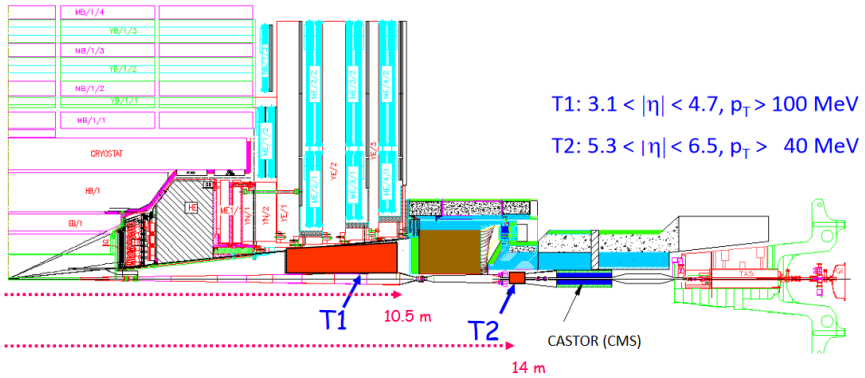 MB/1/4
YB/1/3
MB/1/3
YB/1/2
MB/1/2
YB/1/1
MB/1/1
CRYOSTAT
HB/1
EB/1
HE
SE
ME1/
YN/1
YN/2
YE/1
ME/1/2
ME/1/3
ME/2/2
ME/2/1
YE/2
ME/3/2
ME/3/1
YE/3
ME/4/2
ME/4/1
T1: 3.1 < |η| < 4.7, pT > 100 MeV
T2: 5.3 < |η| < 6.5, pT > 40 MeV
TAS
T1
10.5 m
T2
CASTOR (CMS)
14 m